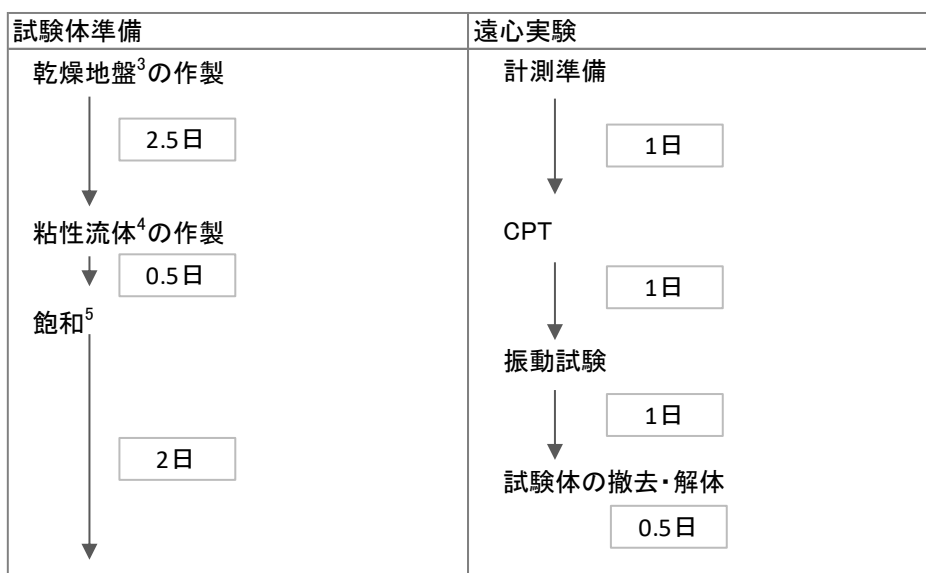 試験体準備
乾燥地盤3の作製
2.5日
粘性流体4の作製
0.5日
飽和5
2日
遠心実験
計測準備
1日
CPT
1日
振動試験
1日
試験体の撤去・解体
0.5日